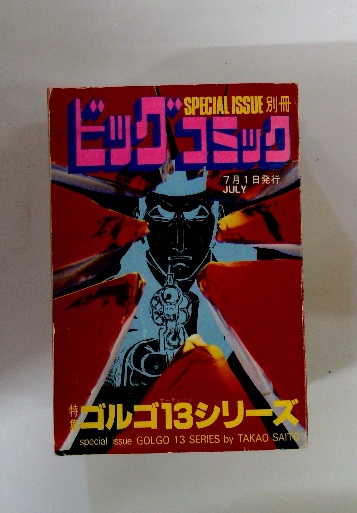 SPECIAL ISSUE 別冊
ビッグコミック
7月1日発行
JULY
特集 ゴルゴ13シリーズ
special issue GOLGO 13 SERIES by TAKAO SAITO